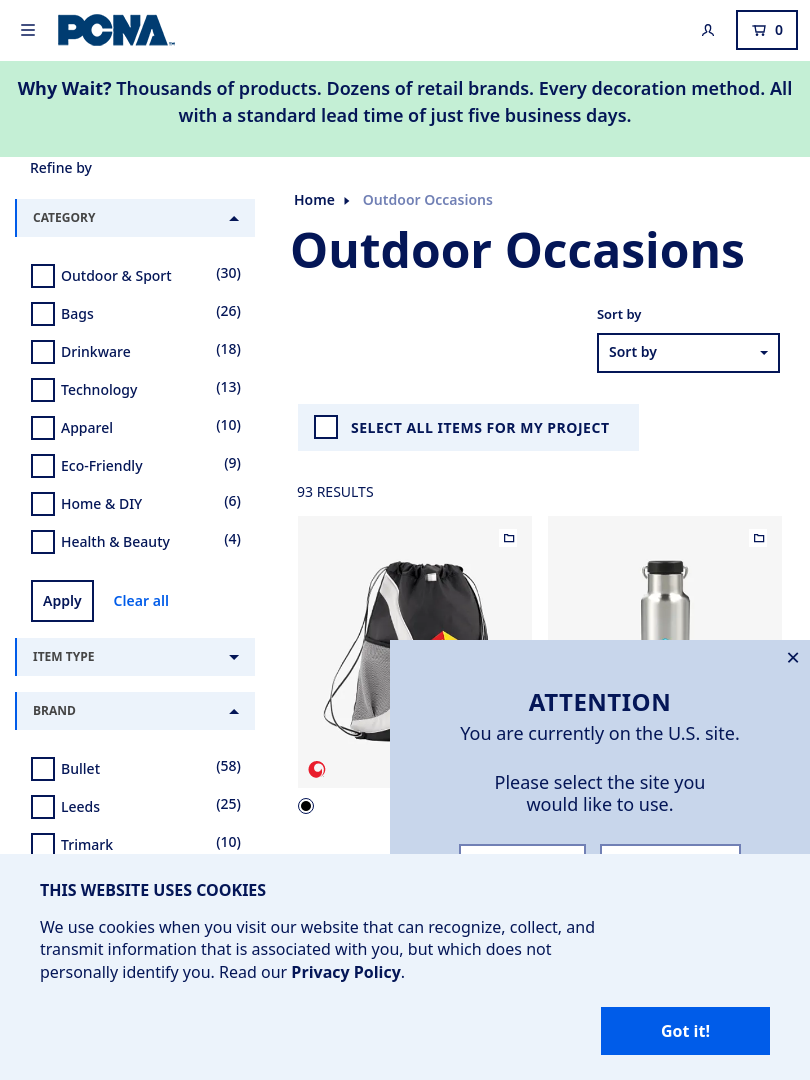 PCNA
0
Why Wait? Thousands of products. Dozens of retail brands. Every decoration method. All
with a standard lead time of just five business days.
Refine by
CATEGORY
Outdoor & Sport (30)
Bags (26)
Drinkware (18)
Technology (13)
Apparel (10)
Eco-Friendly (9)
Home & DIY (6)
Health & Beauty (4)
Apply Clear all
ITEM TYPE
BRAND
Bullet (58)
Leeds (25)
Trimark (10)
Home Outdoor Occasions
Outdoor Occasions
Sort by
Sort by
SELECT ALL ITEMS FOR MY PROJECT
93 RESULTS
ATTENTION
You are currently on the U.S. site.
Please select the site you
would like to use.
THIS WEBSITE USES COOKIES
We use cookies when you visit our website that can recognize, collect, and
transmit information that is associated with you, but which does not
personally identify you. Read our Privacy Policy.
Got it!